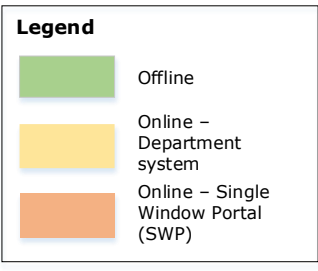 Legend
Offline
Online –
Department
system
Online – Single
Window Portal
(SWP)